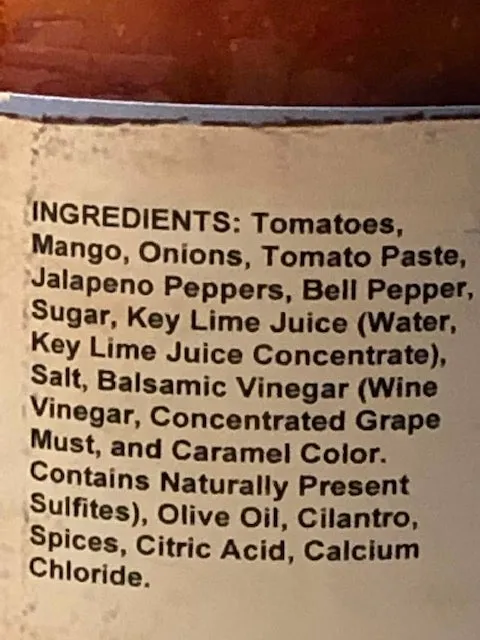 INGREDIENTS: Tomatoes,
Mango, Onions, Tomato Paste,
Jalapeno Peppers, Bell Pepper,
Sugar, Key Lime Juice (Water,
Key Lime Juice Concentrate),
Salt, Balsamic Vinegar (Wine
Vinegar, Concentrated Grape
Must, and Caramel Color.
Contains Naturally Present
Sulfites), Olive Oil, Cilantro,
Spices, Citric Acid, Calcium
Chloride.